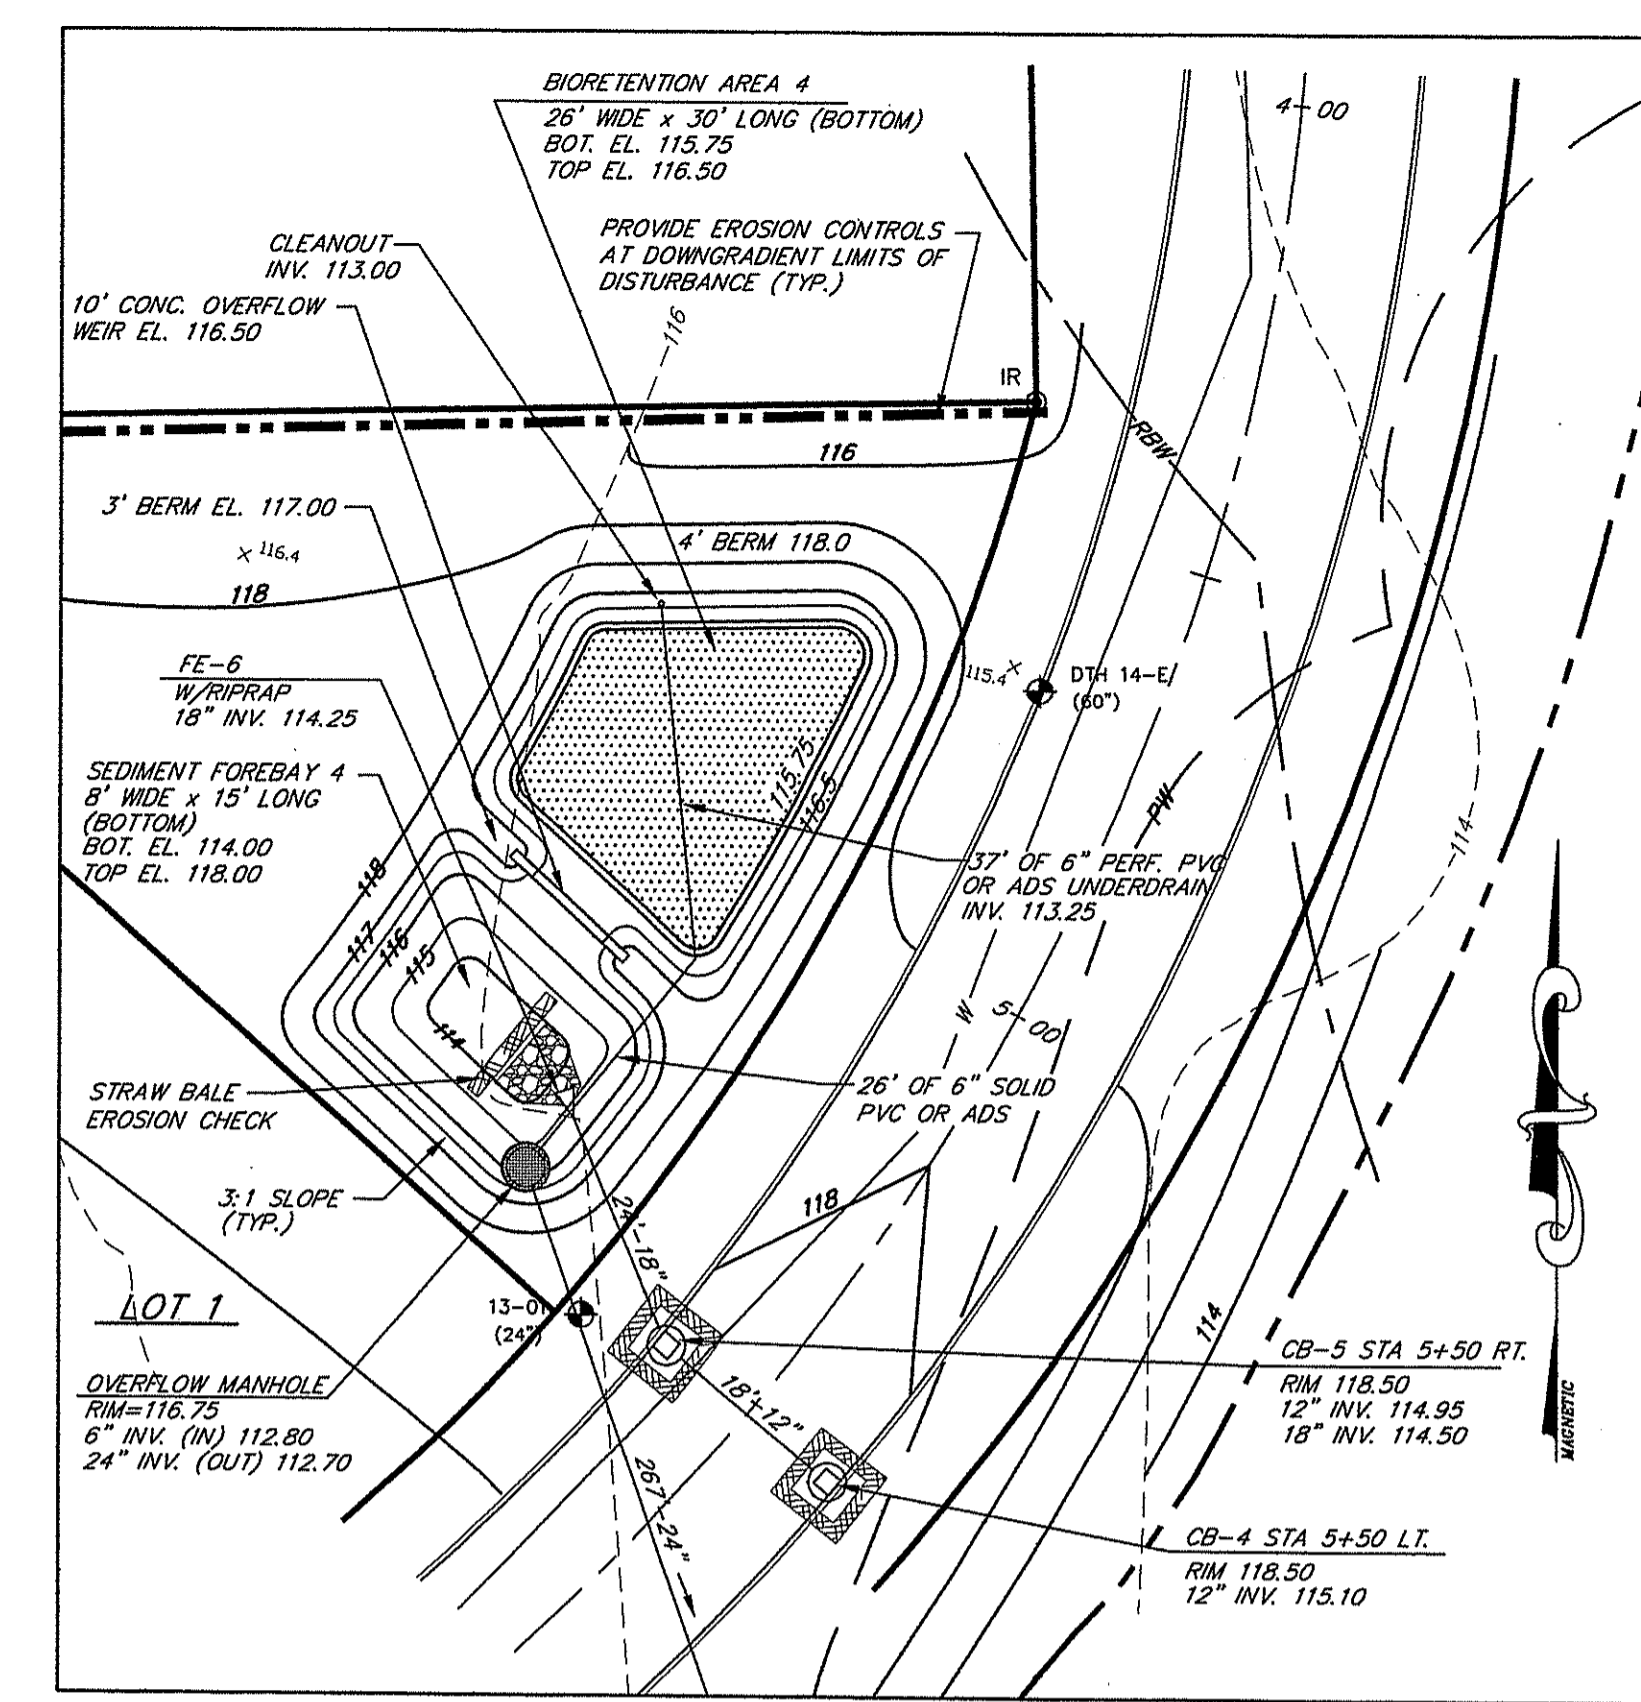 BIORETENTION AREA 4
26' WIDE x 30' LONG (BOTTOM)
BOT. EL. 115.75
TOP EL. 116.50
4+00
PROVIDE EROSION CONTROLS
AT DOWNGRADIENT LIMITS OF
DISTURBANCE (TYP.)
CLEANOUT
INV. 113.00
10' CONC. OVERFLOW
WEIR EL. 116.50
116
IR
116
RBW
3' BERM EL. 117.00
× 116.4
118
4' BERM 118.0
FE-6
W/RIPRAP
18" INV. 114.25
115.4 ×
DTH 14-E
(60")
SEDIMENT FOREBAY 4
8' WIDE x 15' LONG
(BOTTOM)
BOT. EL. 114.00
TOP EL. 118.00
115.75
116.5
PW
114
37' OF 6" PERF. PVC
OR ADS UNDERDRAIN
INV. 113.25
118
117
116
115
114
W
5+00
STRAW BALE
EROSION CHECK
26' OF 6" SOLID
PVC OR ADS
3:1 SLOPE
(TYP.)
118
24'-18"
LOT 1
13-01
(24")
114
OVERFLOW MANHOLE
RIM=116.75
6" INV. (IN) 112.80
24" INV. (OUT) 112.70
18'+12"
267'-24"
CB-5 STA 5+50 RT.
RIM 118.50
12" INV. 114.95
18" INV. 114.50
CB-4 STA 5+50 LT.
RIM 118.50
12" INV. 115.10
MAGNETIC